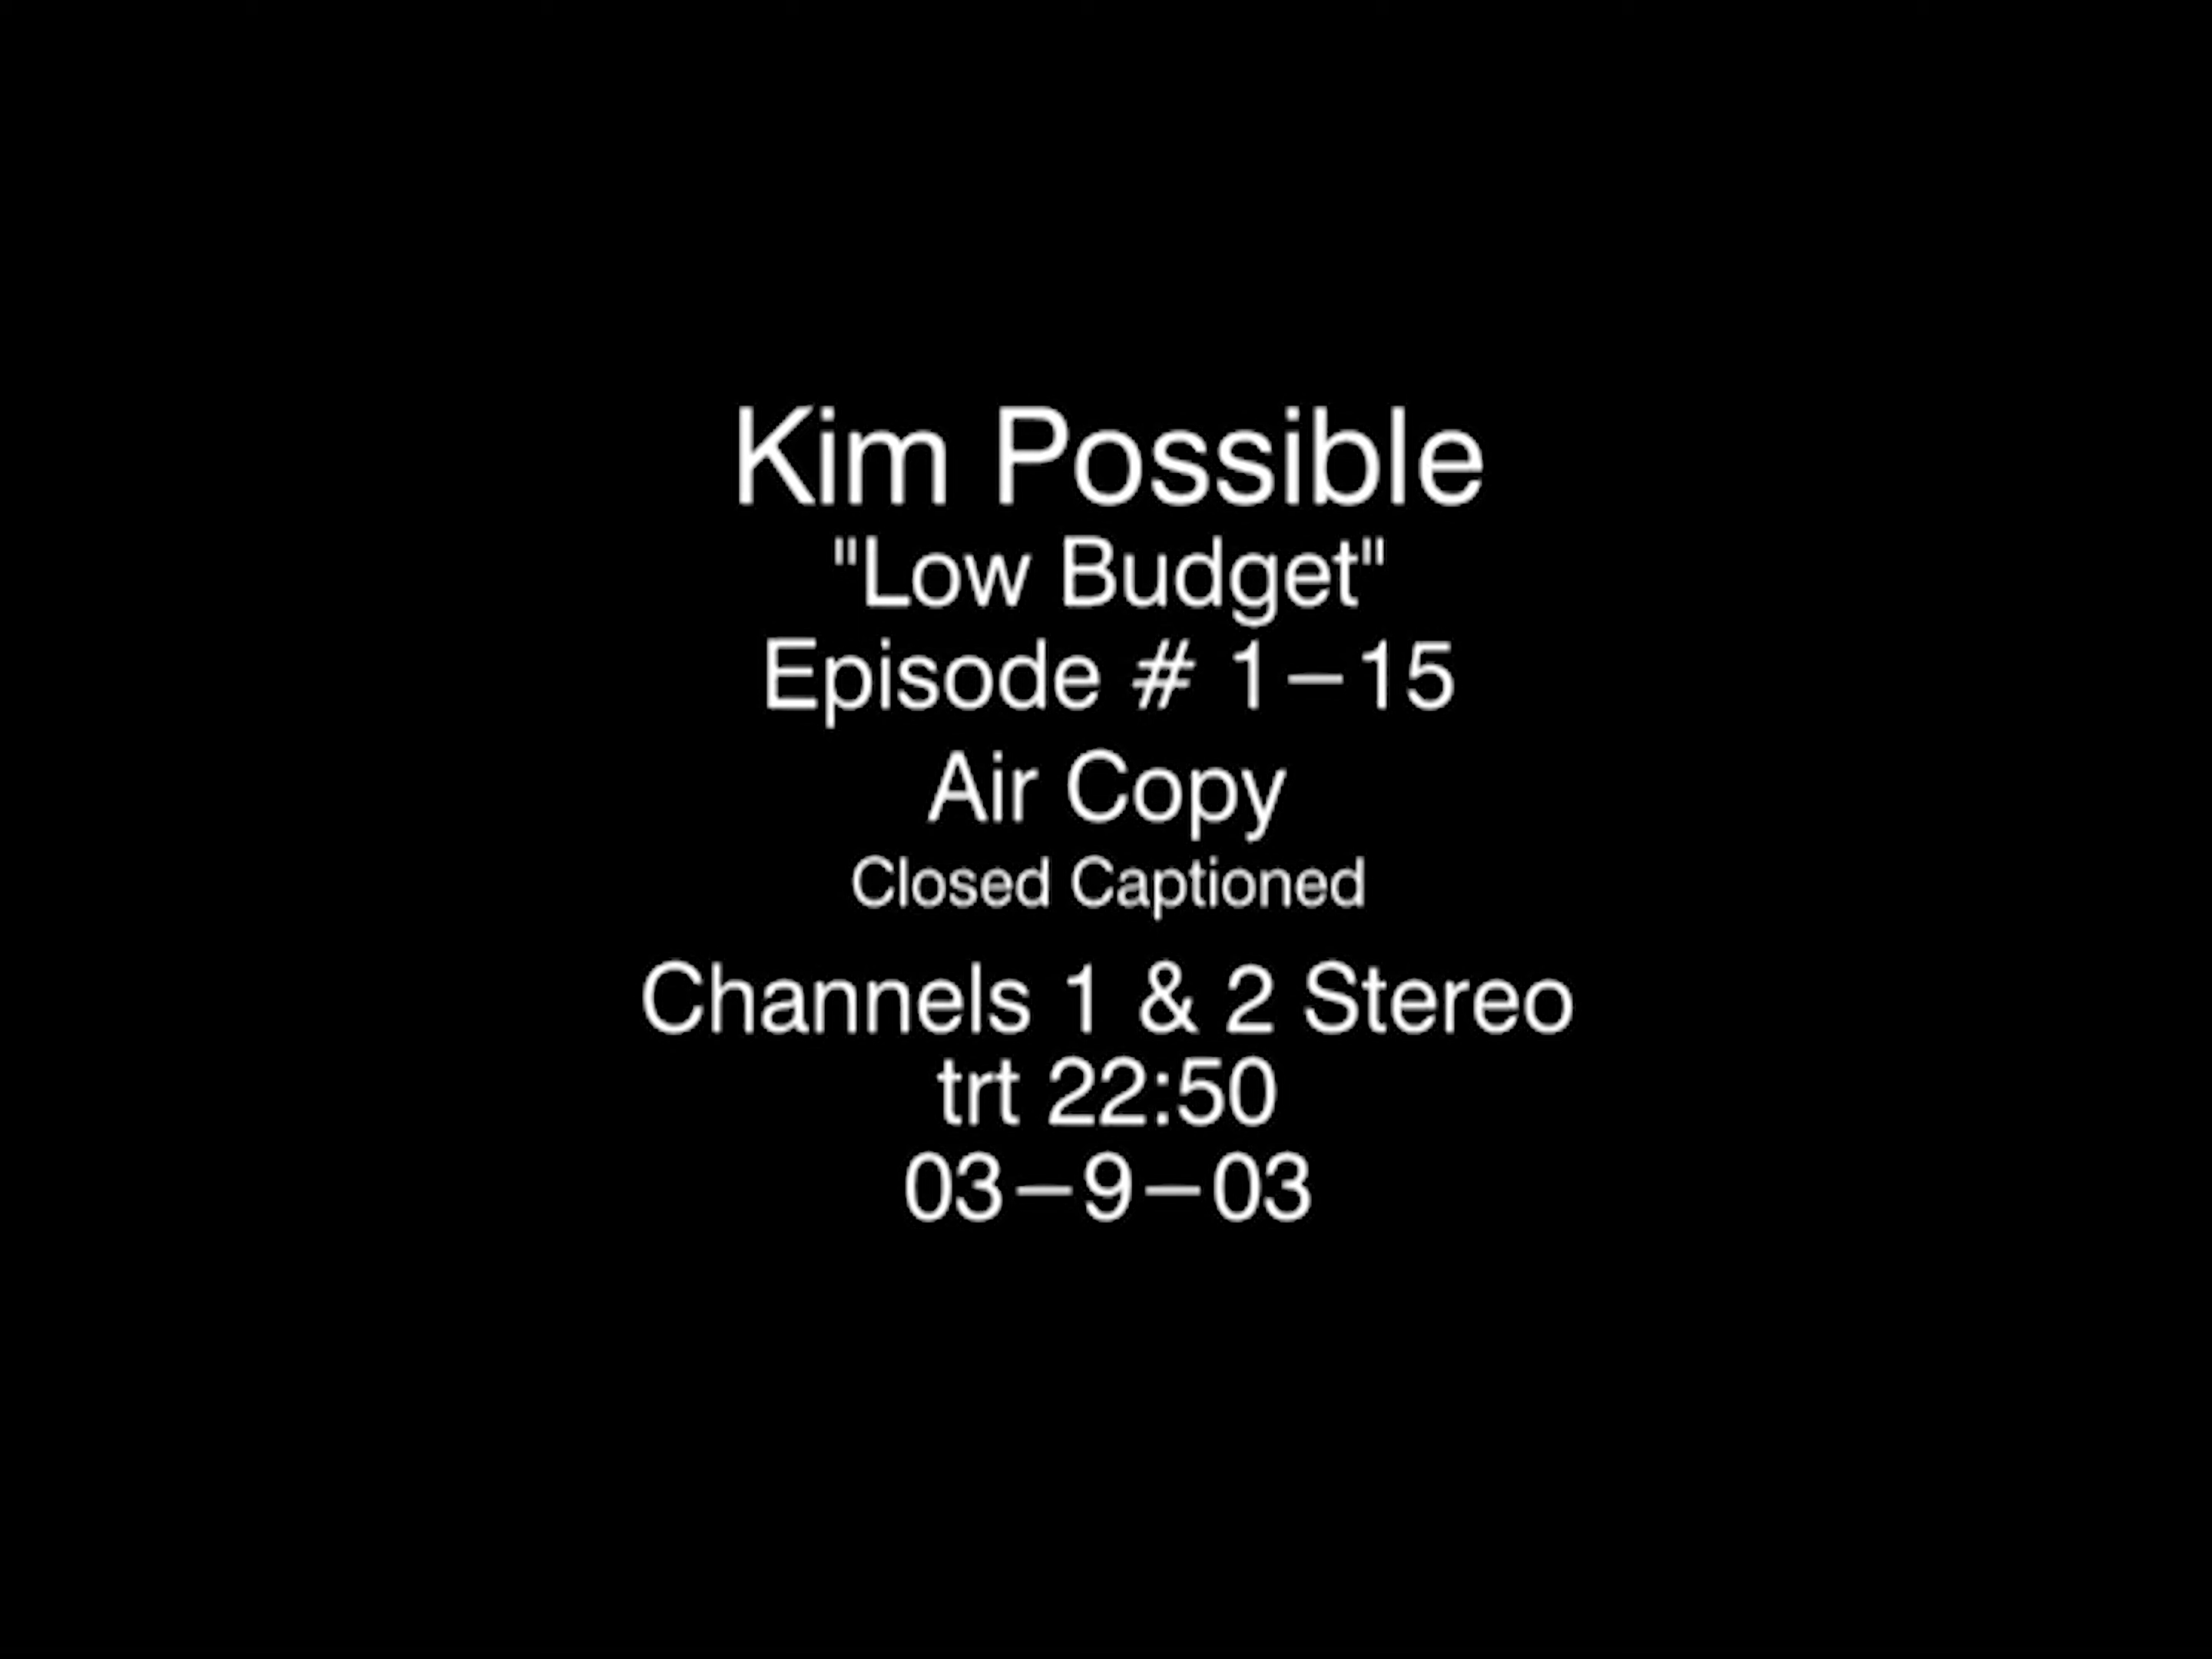 Kim Possible
"Low Budget"
Episode # 1–15
Air Copy
Closed Captioned
Channels 1 & 2 Stereo
trt 22:50
03–9–03